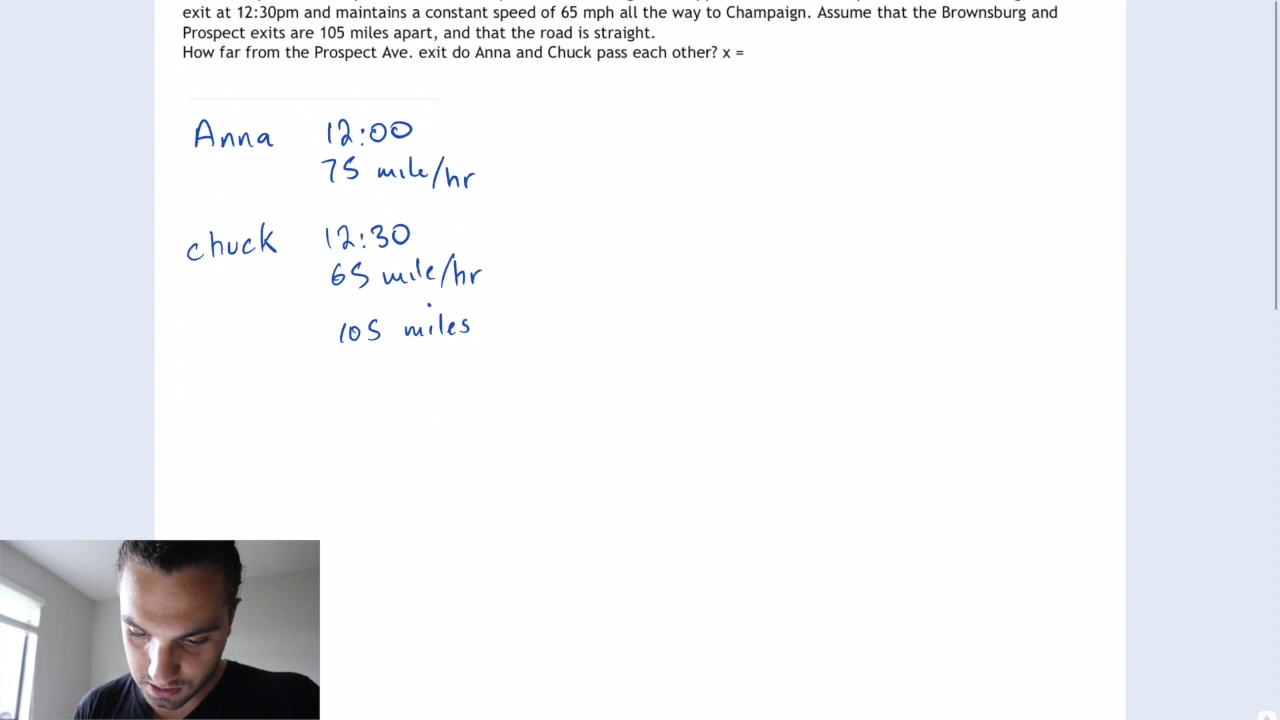 exit at 12:30pm and maintains a constant speed of 65 mph all the way to Champaign. Assume that the Brownsburg and
Prospect exits are 105 miles apart, and that the road is straight.
How far from the Prospect Ave. exit do Anna and Chuck pass each other? x =
Anna 12:00
75 mile/hr
chuck 12:30
65 mile/hr
105 miles